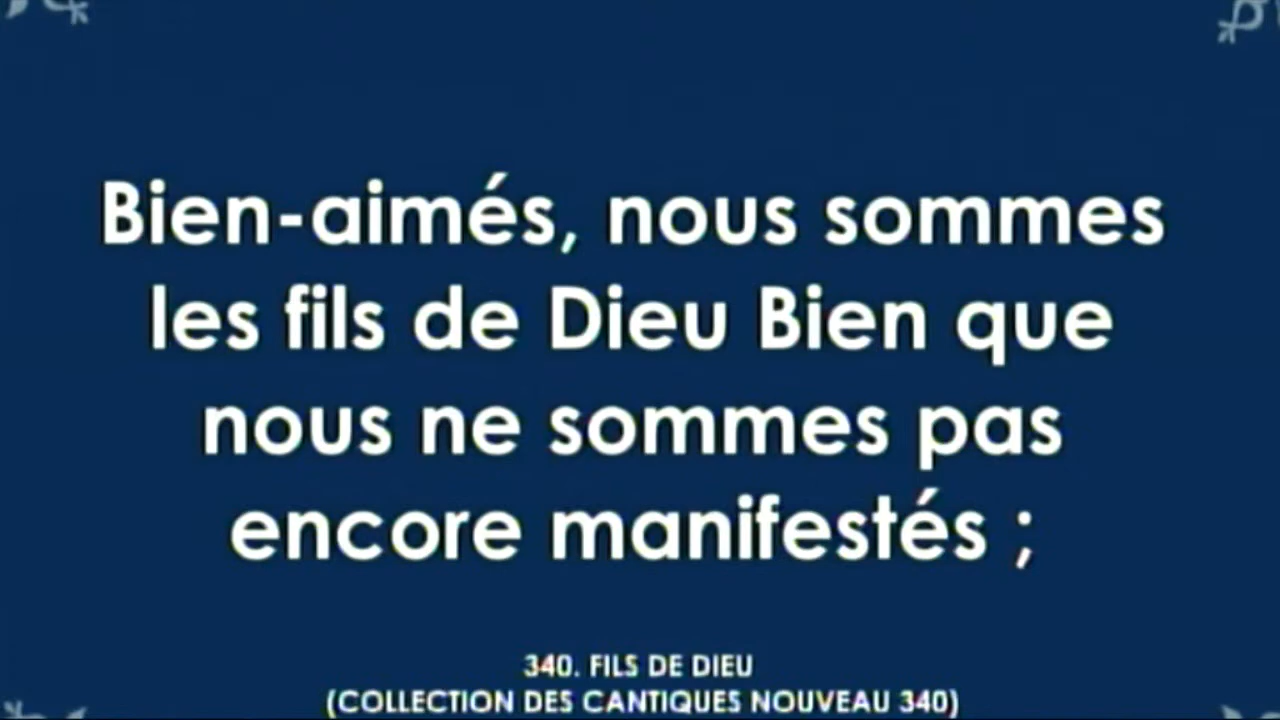 Bien-aimés, nous sommes
les fils de Dieu Bien que
nous ne sommes pas
encore manifestés ;
340. FILS DE DIEU
(COLLECTION DES CANTIQUES NOUVEAU 340)